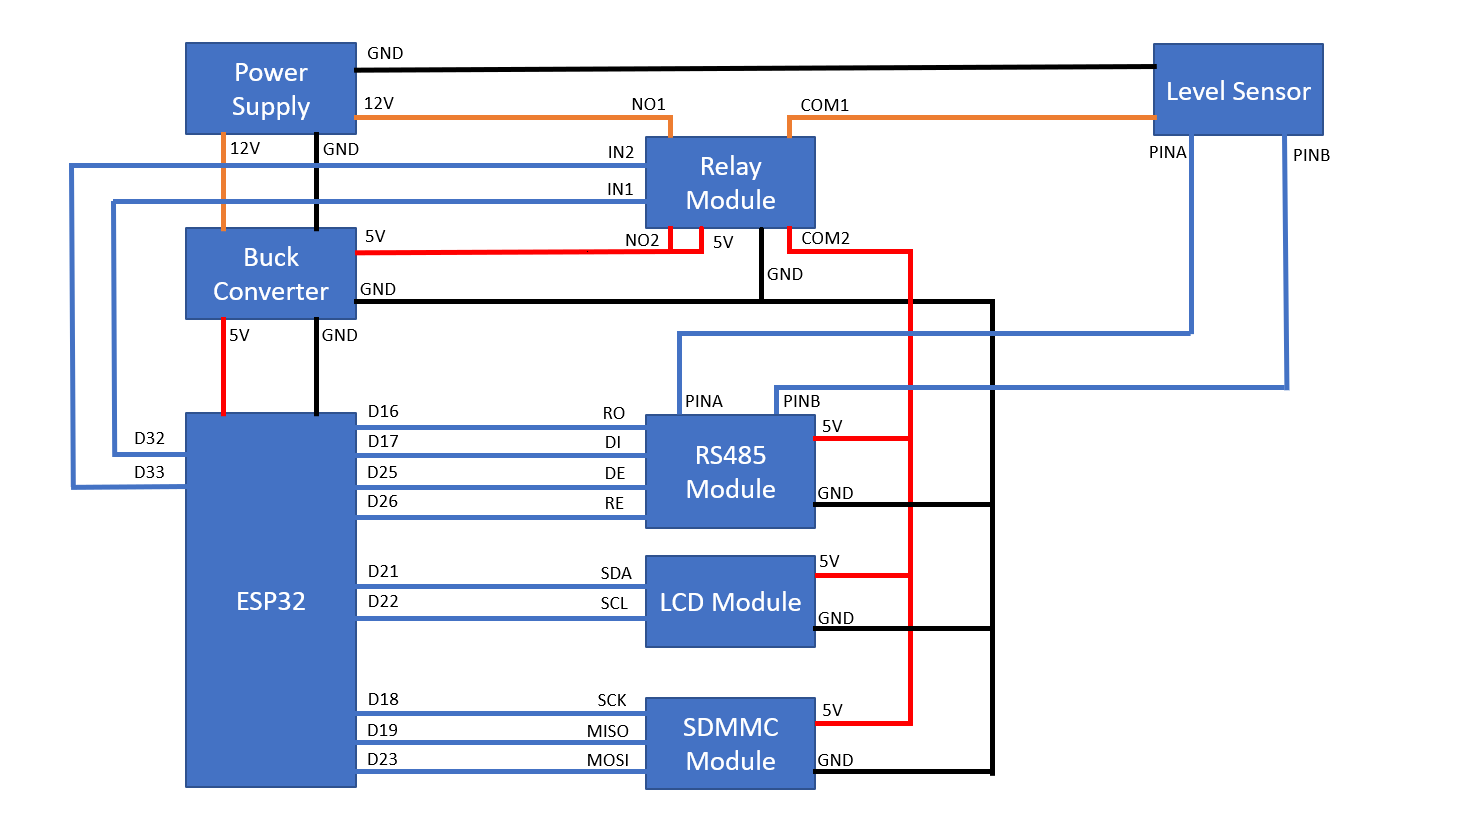 GND
Power
Supply
Level Sensor
12V
NO1
COM1
12V
GND
IN2
Relay
Module
PINA
PINB
IN1
5V
NO2
5V
COM2
Buck
Converter
GND
GND
5V
GND
PINA
PINB
D16
RO
5V
D32
D17
DI
RS485
Module
D33
D25
DE
GND
D26
RE
5V
D21
SDA
ESP32
LCD Module
D22
SCL
GND
D18
SCK
5V
D19
MISO
SDMMC
Module
D23
MOSI
GND